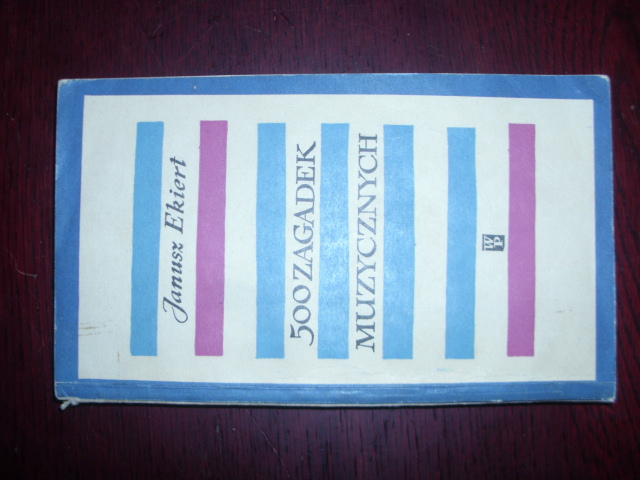 Janusz Ekiert
500 ZAGADEK
MUZYCZNYCH
WP